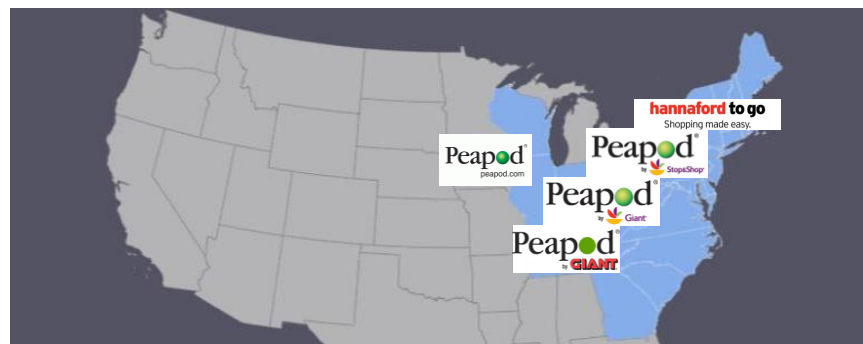 hannaford to go
Shopping made easy.
Peapod®
by Stop&Shop®
Peapod®
peapod.com
Peapod®
by Giant®
Peapod®
by GIANT